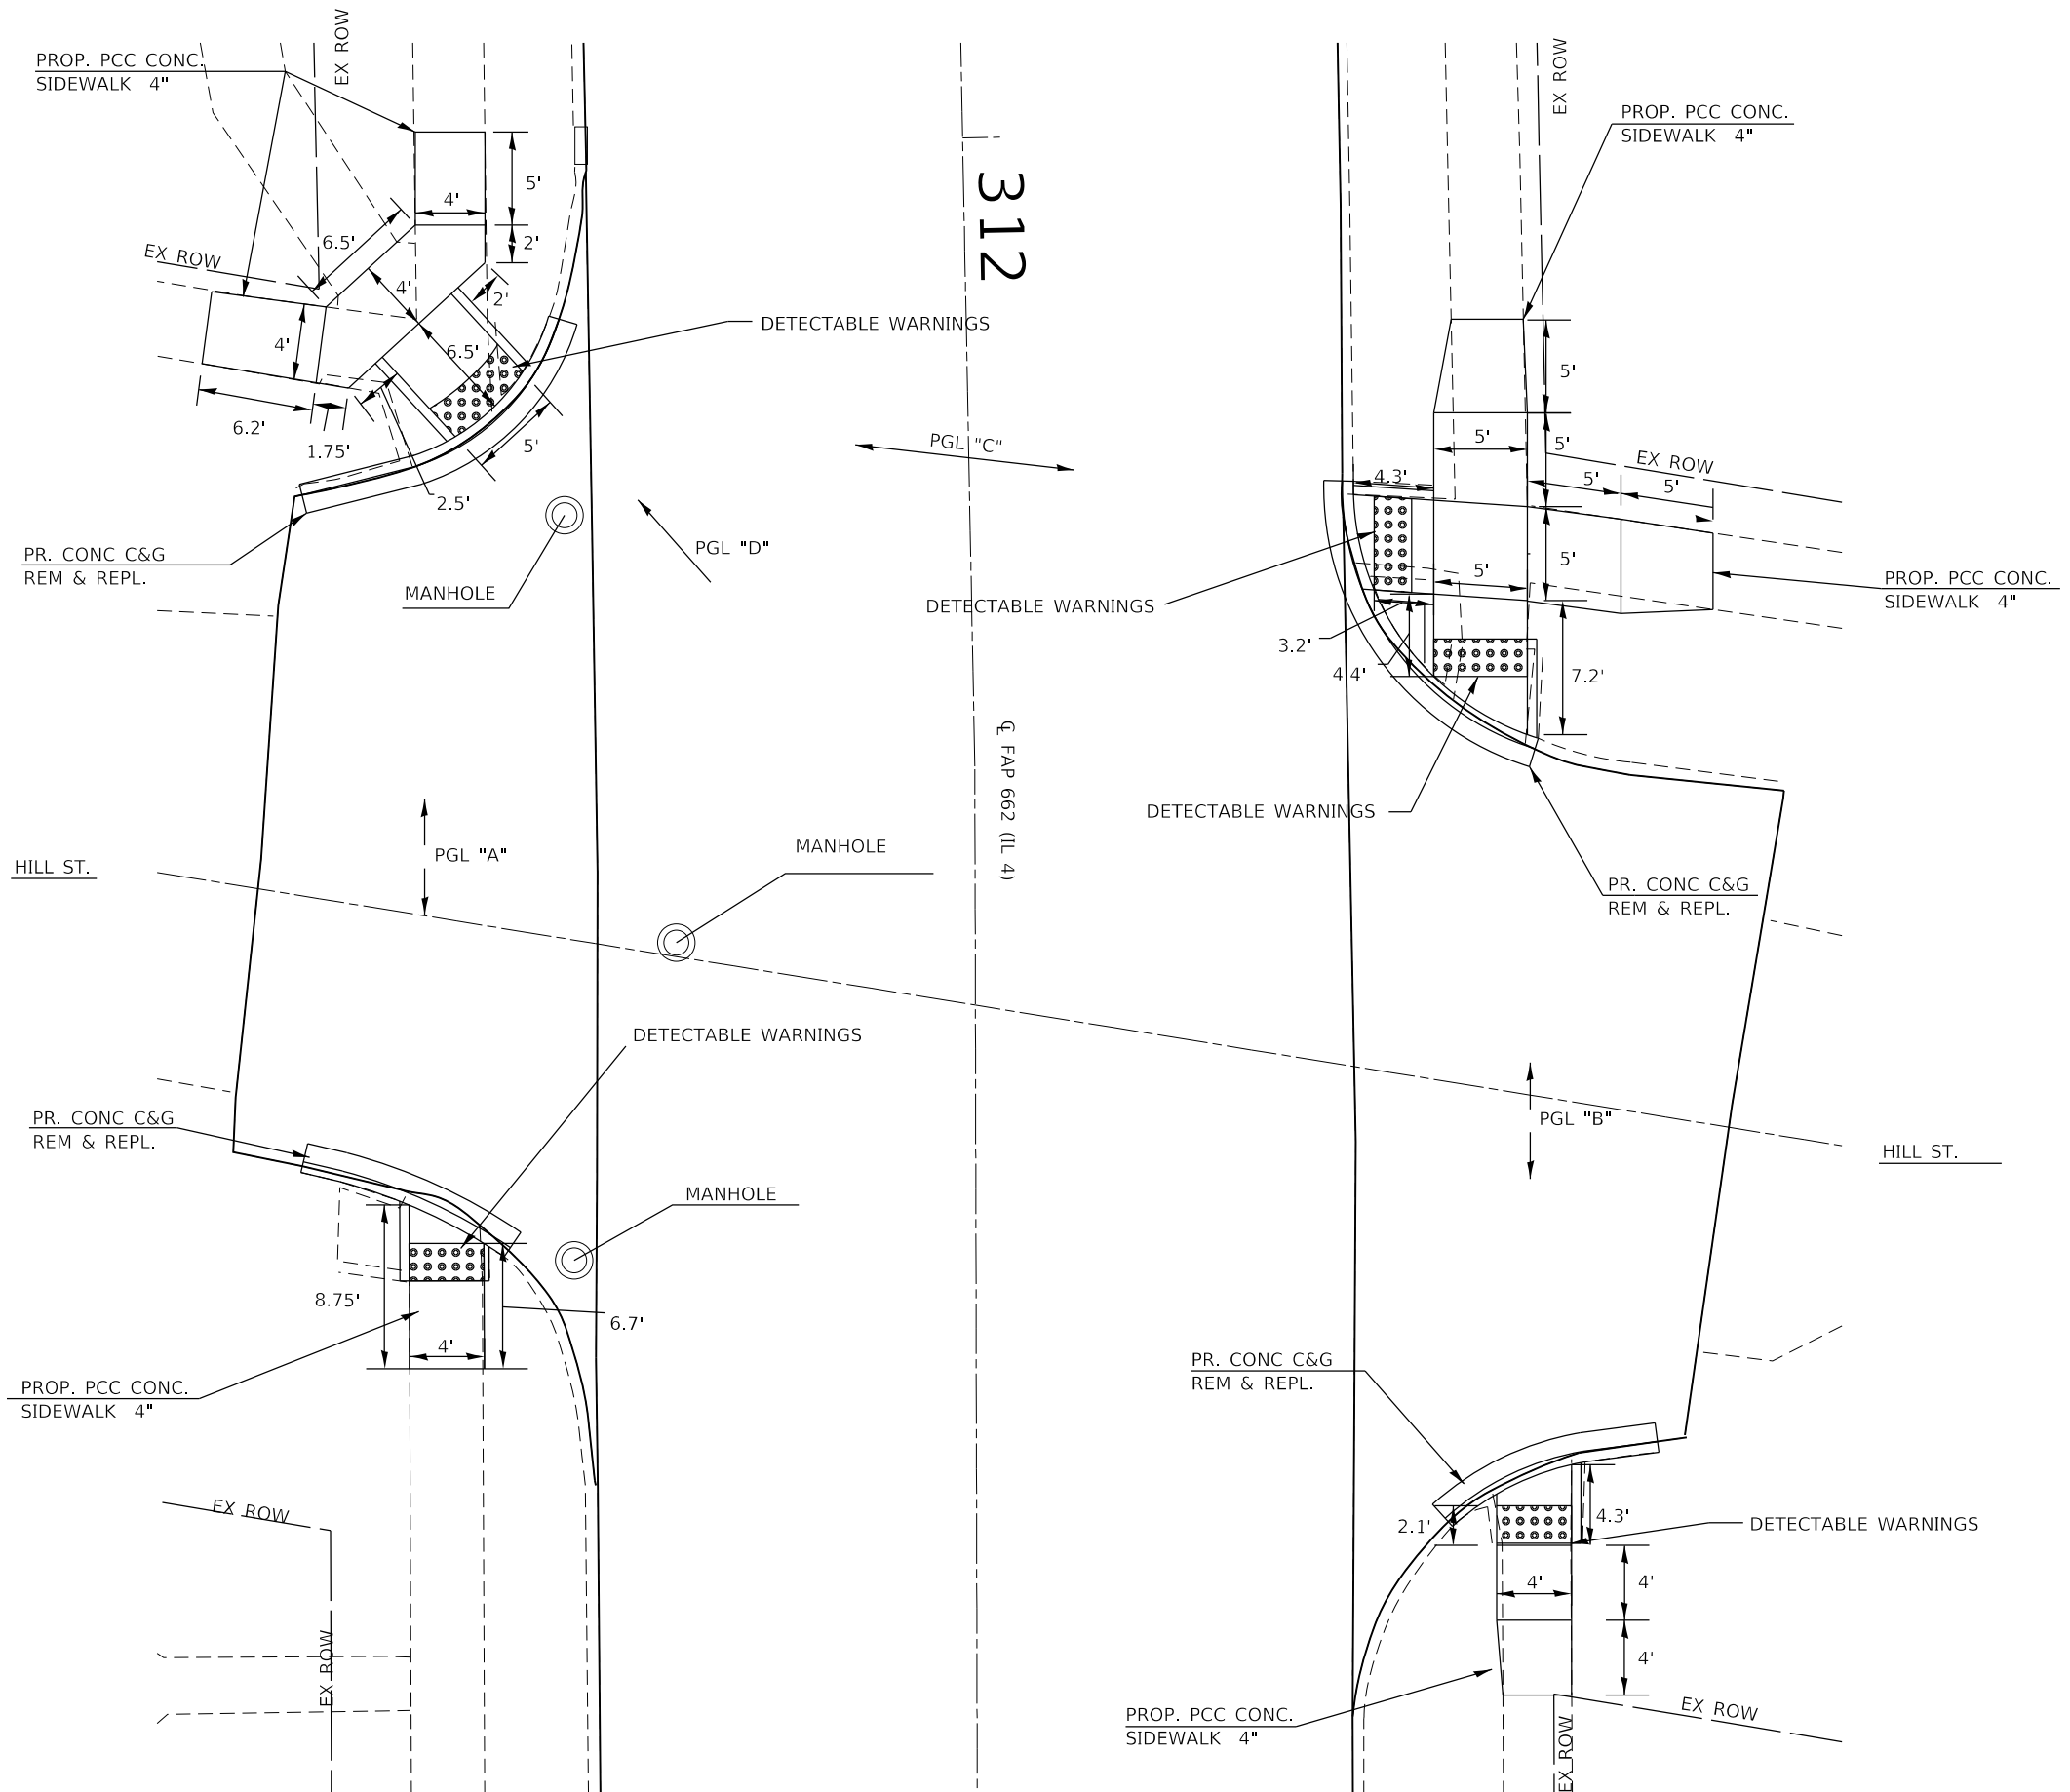 PROP. PCC CONC.
SIDEWALK 4"
EX ROW
EX ROW
5'
4'
2'
6.5'
4'
2'
EX ROW
4'
6.5'
6.2'
1.75'
5'
2.5'
DETECTABLE WARNINGS
PR. CONC C&G
REM & REPL.
MANHOLE
PGL "D"
PGL "C"
312
℄ FAP 662 (IL 4)
PROP. PCC CONC.
SIDEWALK 4"
5'
5'
5'
4.3'
EX ROW
5'
5'
5'
5'
DETECTABLE WARNINGS
3.2'
4.4'
7.2'
PROP. PCC CONC.
SIDEWALK 4"
DETECTABLE WARNINGS
PR. CONC C&G
REM & REPL.
HILL ST.
PGL "A"
MANHOLE
DETECTABLE WARNINGS
PR. CONC C&G
REM & REPL.
MANHOLE
8.75'
4'
6.7'
PROP. PCC CONC.
SIDEWALK 4"
EX ROW
EX ROW
PGL "B"
HILL ST.
PR. CONC C&G
REM & REPL.
2.1'
4.3'
DETECTABLE WARNINGS
4'
4'
4'
PROP. PCC CONC.
SIDEWALK 4"
EX ROW
EX ROW